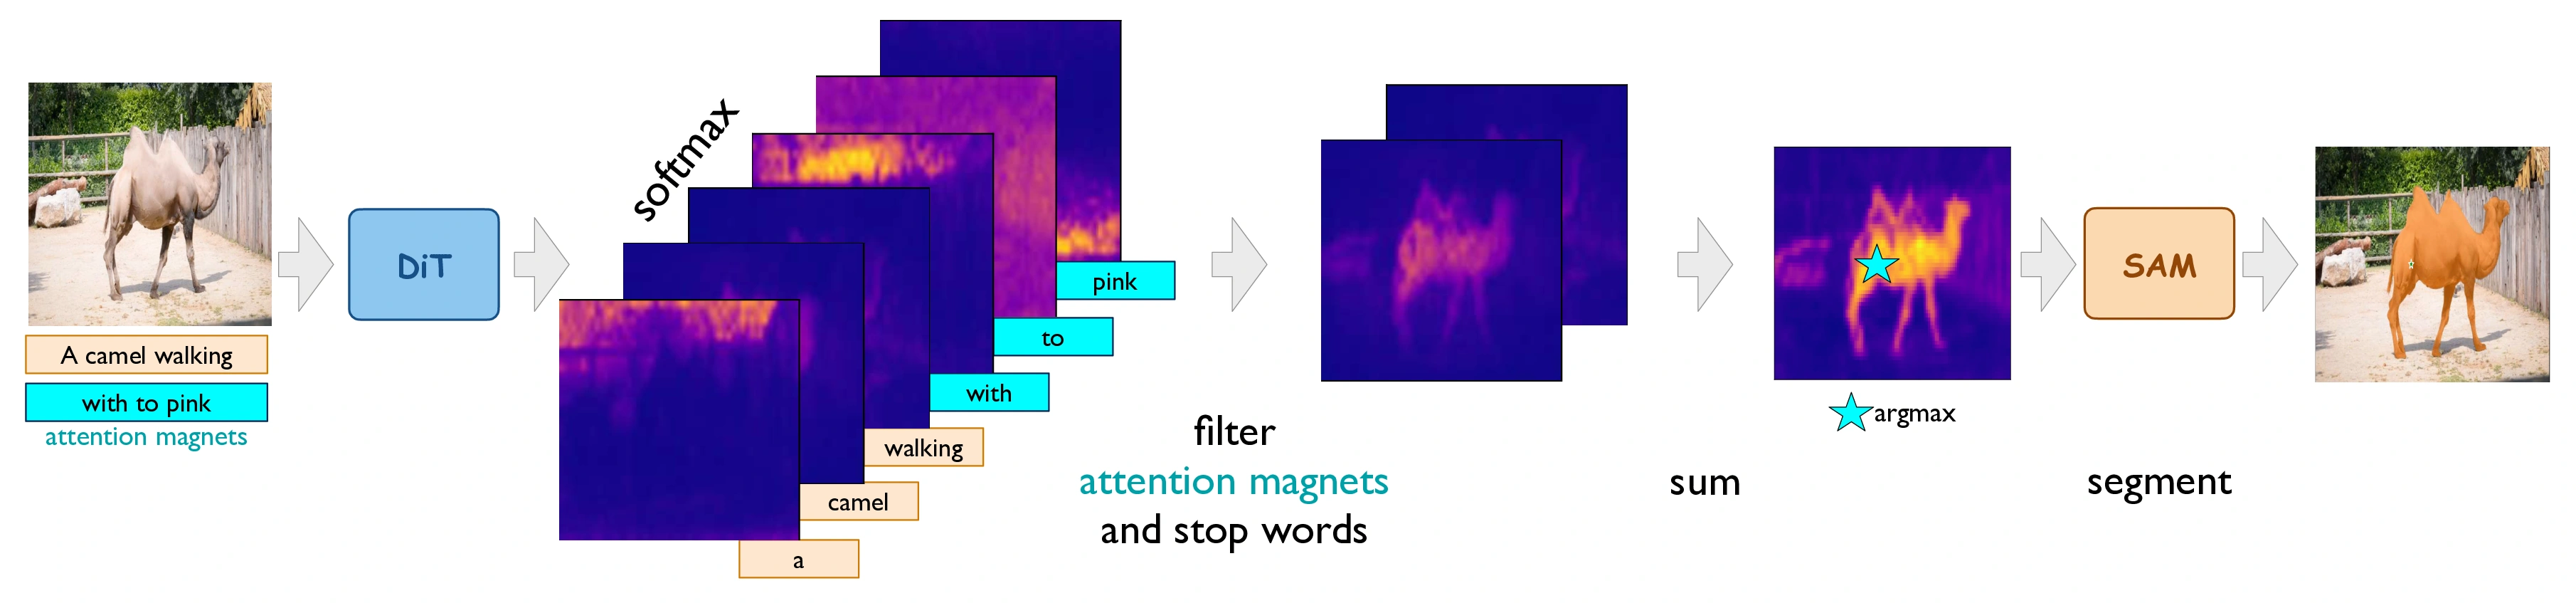 A camel walking
with to pink
attention magnets
DiT
softmax
a
camel
walking
with
to
pink
filter
attention magnets
and stop words
sum
argmax
SAM
segment